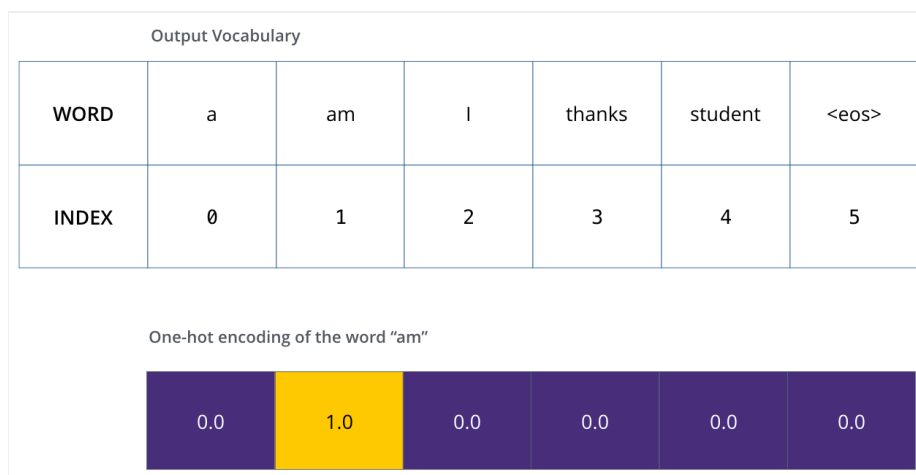 Output Vocabulary
WORD a am I thanks student <eos>
INDEX 0 1 2 3 4 5
One-hot encoding of the word “am”
0.0 1.0 0.0 0.0 0.0 0.0